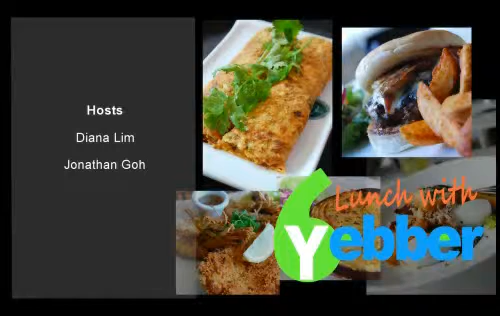 Hosts
Diana Lim
Jonathan Goh
Lunch with
Yebber